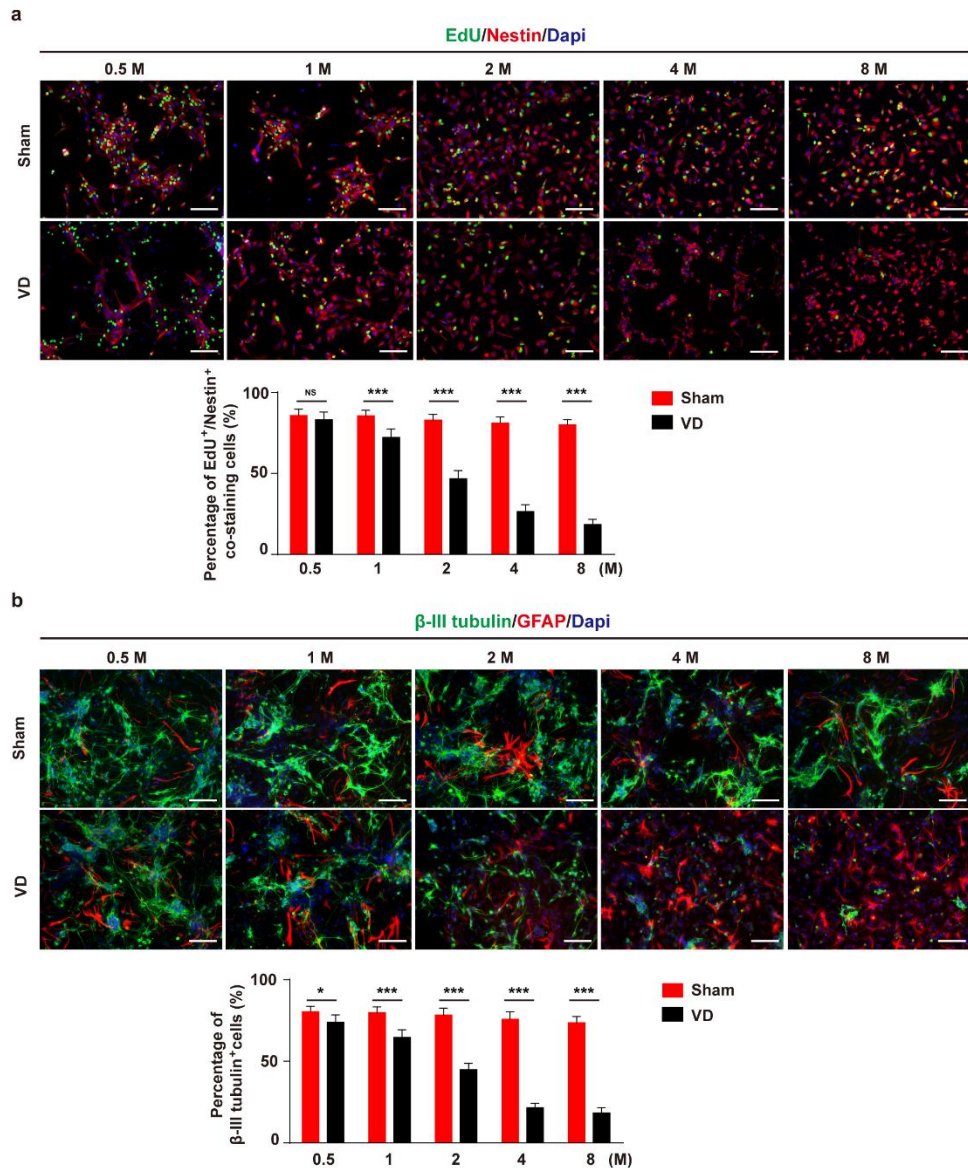 a
EdU/Nestin/Dapi
0.5 M 1 M 2 M 4 M 8 M
Sham
VD
Percentage of EdU⁺/Nestin⁺
co-staining cells (%)
100
50
0
NS *** *** *** ***
0.5 1 2 4 8 (M)
Sham
VD
b
β-III tubulin/GFAP/Dapi
0.5 M 1 M 2 M 4 M 8 M
Sham
VD
Percentage of
β-III tubulin⁺cells (%)
100
50
0
* *** *** *** ***
0.5 1 2 4 8 (M)
Sham
VD